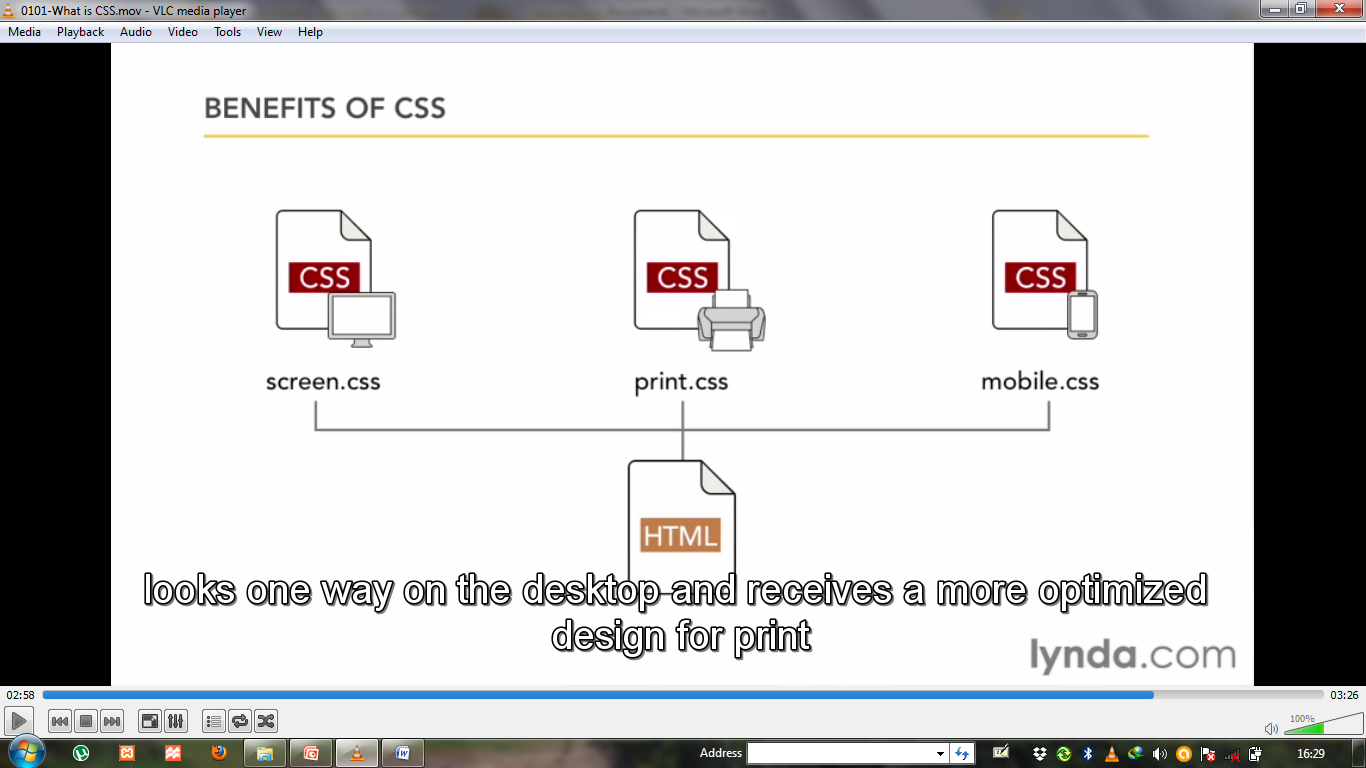 0101-What is CSS.mov - VLC media player
Media Playback Audio Video Tools View Help
BENEFITS OF CSS
CSS CSS CSS
screen.css print.css mobile.css
HTML
looks one way on the desktop and receives a more optimized
design for print
lynda.com
02:58 03:26
100%
Address 16:29